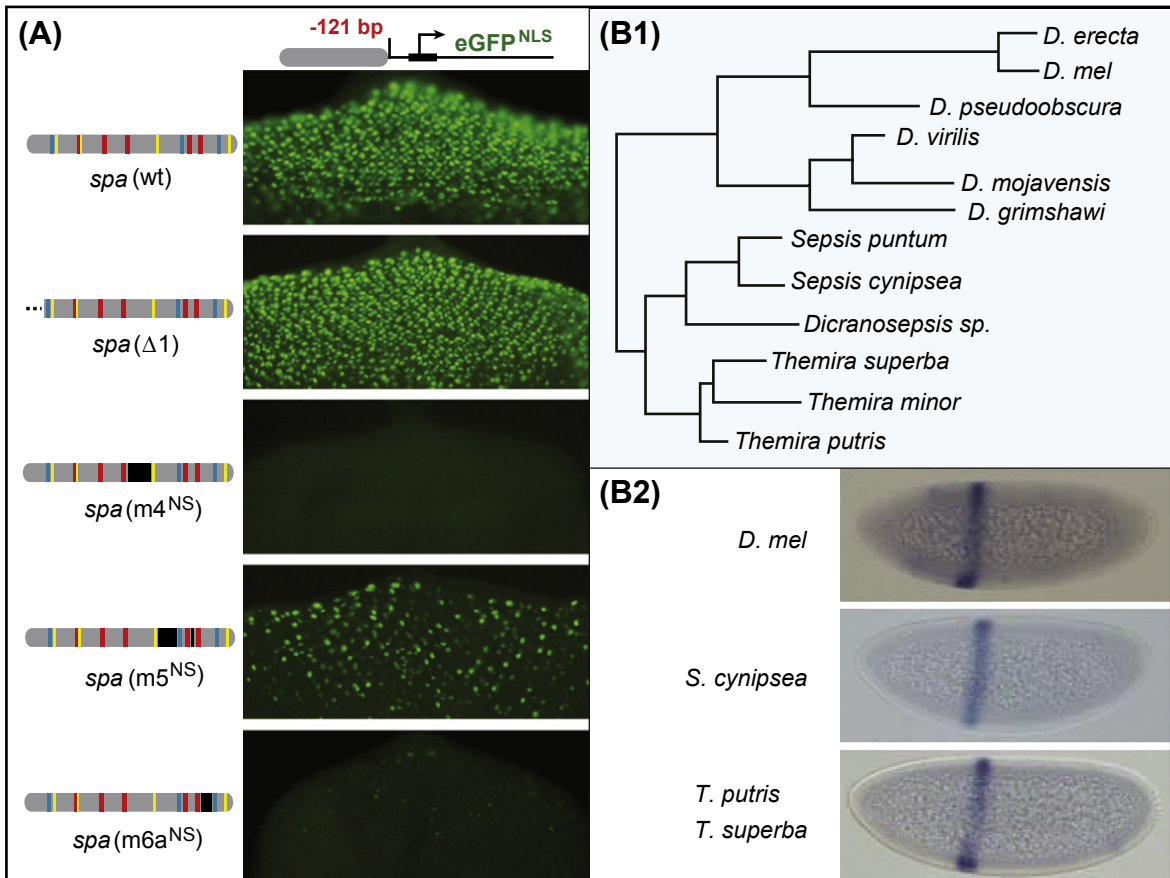 (A)
-121 bp
eGFP^NLS
spa (wt)
spa (Δ1)
spa (m4^NS)
spa (m5^NS)
spa (m6a^NS)
(B1)
D. erecta
D. mel
D. pseudoobscura
D. virilis
D. mojavensis
D. grimshawi
Sepsis puntum
Sepsis cynipsea
Dicranosepsis sp.
Themira superba
Themira minor
Themira putris
(B2)
D. mel
S. cynipsea
T. putris
T. superba